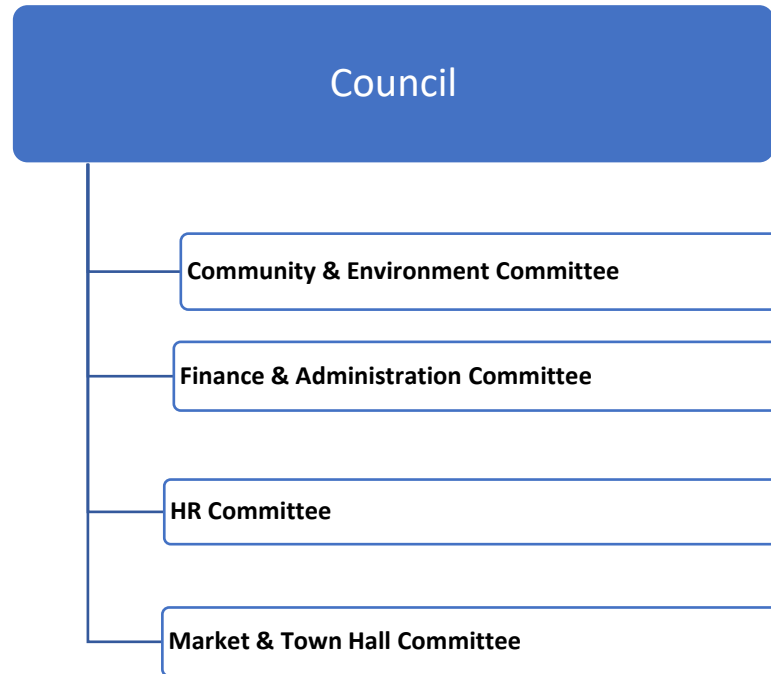 Council
Community & Environment Committee
Finance & Administration Committee
HR Committee
Market & Town Hall Committee